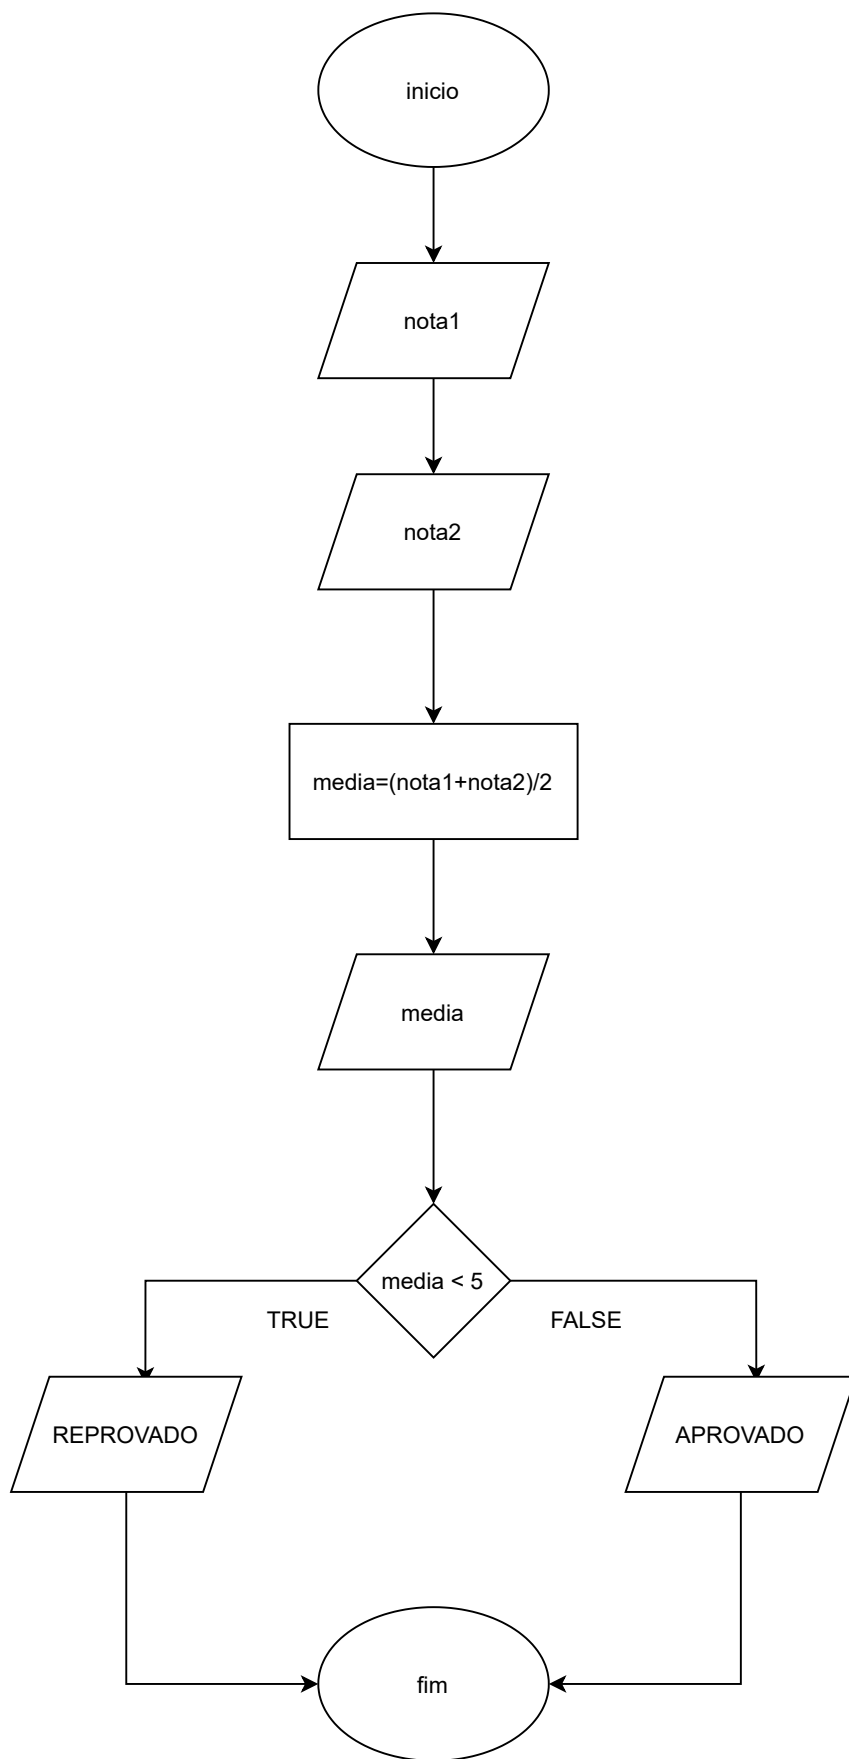 inicio
nota1
nota2
media=(nota1+nota2)/2
media
media < 5
TRUE
FALSE
REPROVADO
APROVADO
fim